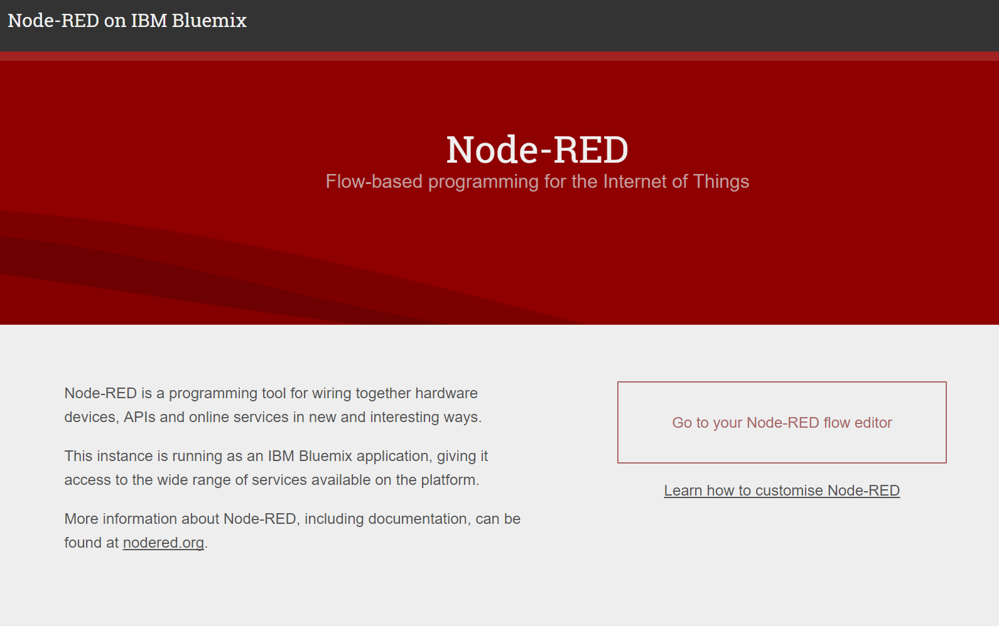 Node-RED on IBM Bluemix
Node-RED
Flow-based programming for the Internet of Things
Node-RED is a programming tool for wiring together hardware
devices, APIs and online services in new and interesting ways.
This instance is running as an IBM Bluemix application, giving it
access to the wide range of services available on the platform.
More information about Node-RED, including documentation, can be
found at nodered.org.
Go to your Node-RED flow editor
Learn how to customise Node-RED